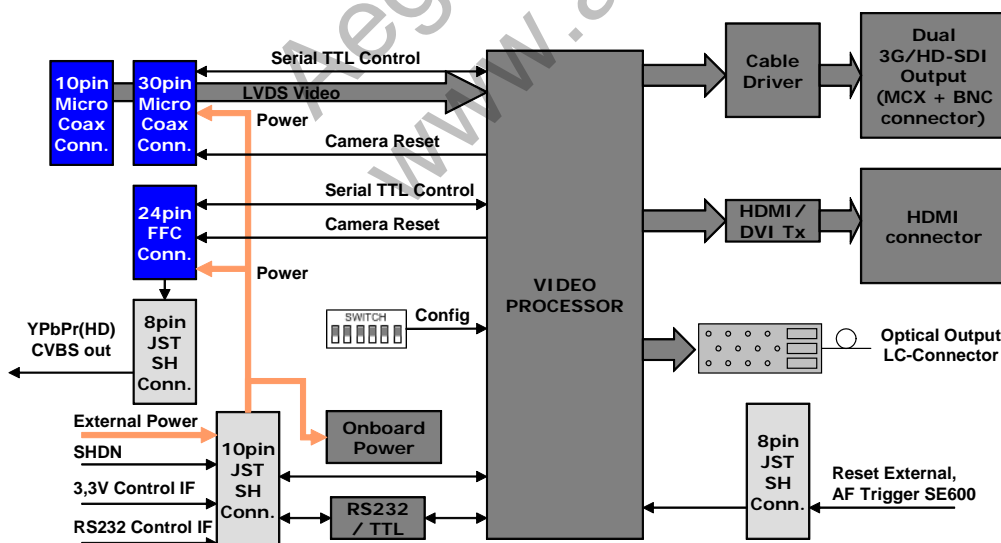 Serial TTL Control
LVDS Video
Power
Camera Reset
10pin
Micro
Coax
Conn.
30pin
Micro
Coax
Conn.
Serial TTL Control
Camera Reset
Power
24pin
FFC
Conn.
YPbPr(HD)
CVBS out
8pin
JST
SH
Conn.
SWITCH
Config
External Power
SHDN
3,3V Control IF
RS232 Control IF
10pin
JST
SH
Conn.
Onboard
Power
RS232
/ TTL
VIDEO
PROCESSOR
Cable
Driver
Dual
3G/HD-SDI
Output
(MCX + BNC
connector)
HDMI /
DVI Tx
HDMI
connector
Optical Output
LC-Connector
8pin
JST
SH
Conn.
Reset External,
AF Trigger SE600
Aeg
www.a